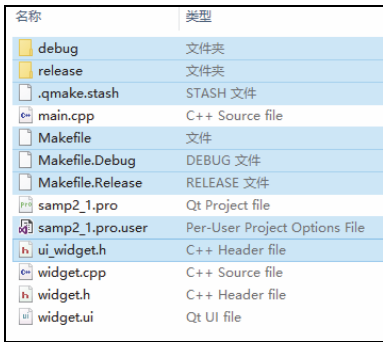 名称 类型
debug 文件夹
release 文件夹
.qmake.stash STASH 文件
main.cpp C++ Source file
Makefile 文件
Makefile.Debug DEBUG 文件
Makefile.Release RELEASE 文件
samp2_1.pro Qt Project file
samp2_1.pro.user Per-User Project Options File
ui_widget.h C++ Header file
widget.cpp C++ Source file
widget.h C++ Header file
widget.ui Qt UI file